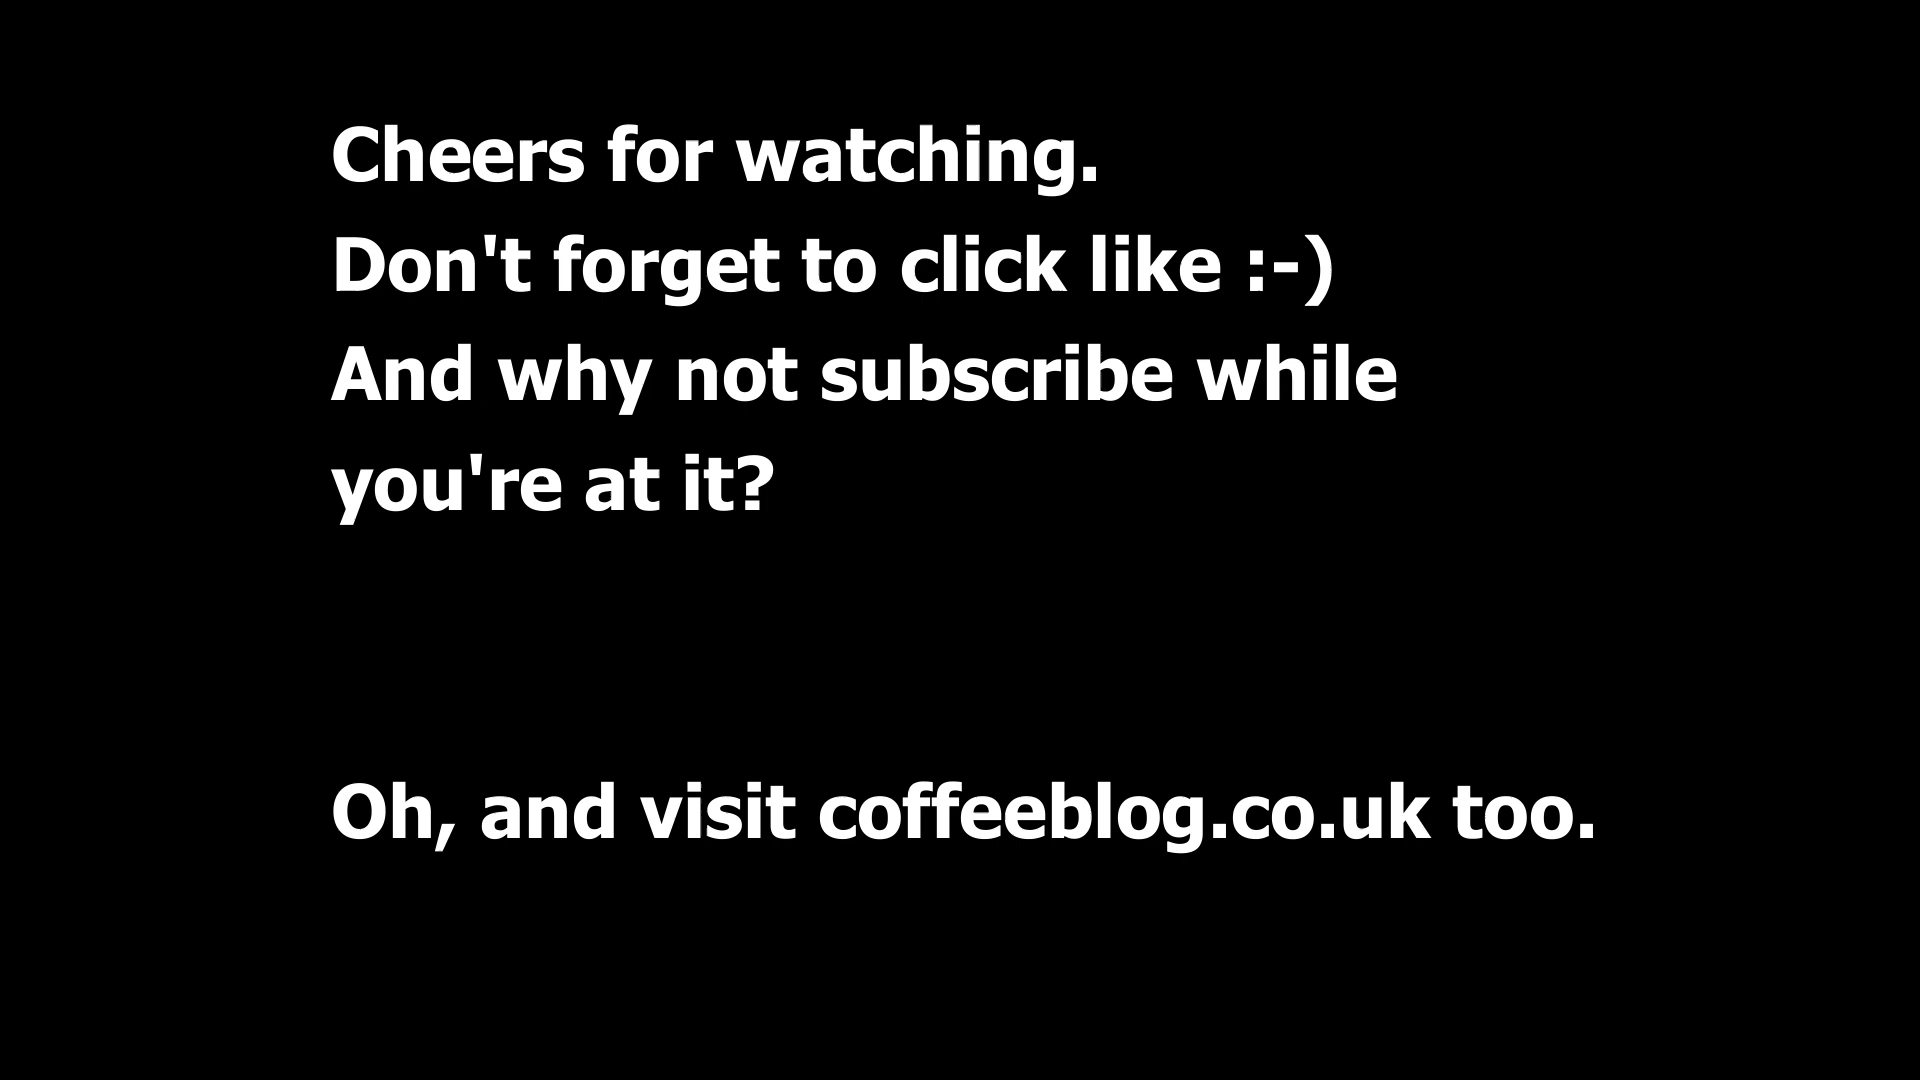 Cheers for watching.
Don't forget to click like :-)
And why not subscribe while
you're at it?
Oh, and visit coffeeblog.co.uk too.